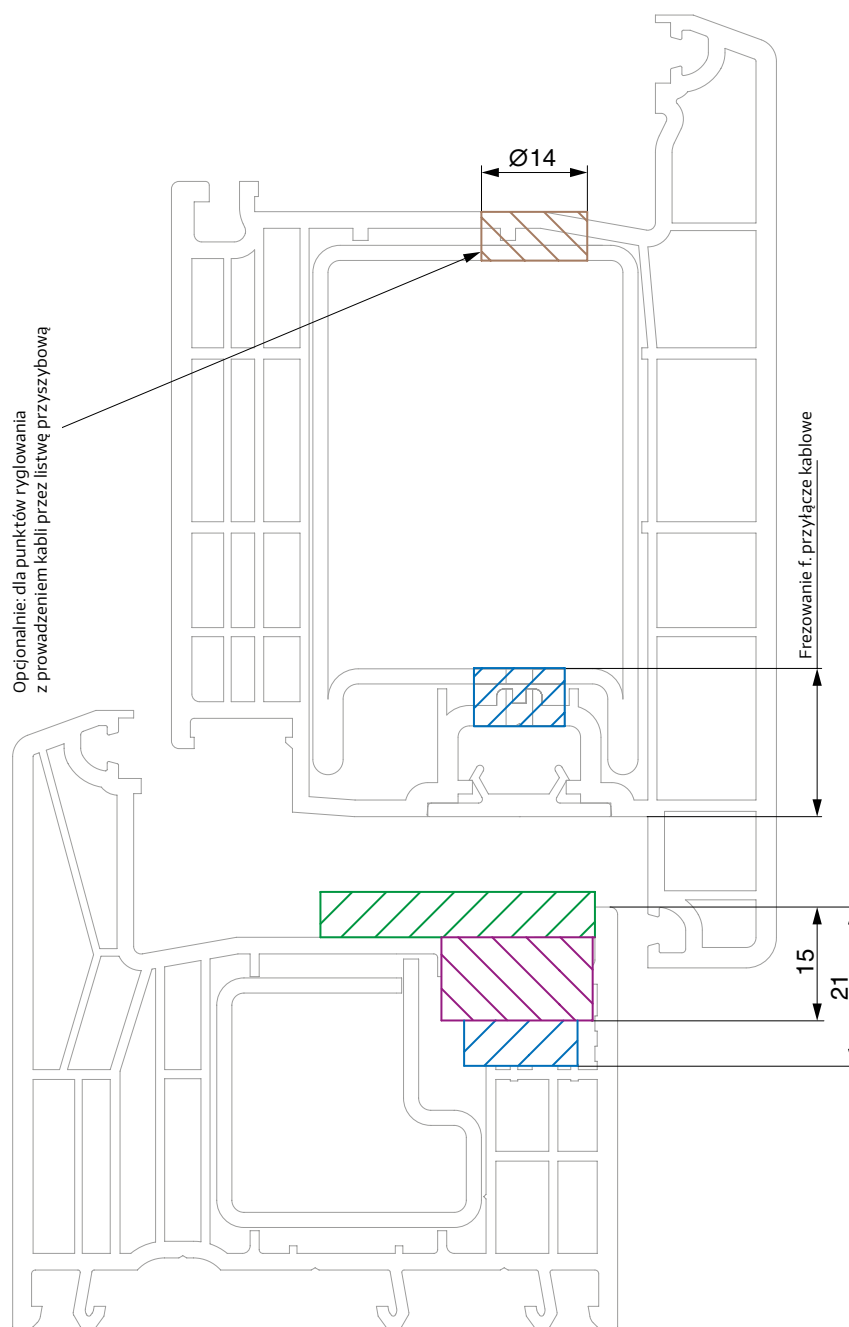 Ø14
Opcjonalnie: dla punktów ryglowania
z prowadzeniem kabli przez listwę przyszybową
Frezowanie f. przyłącze kablowe
15
21